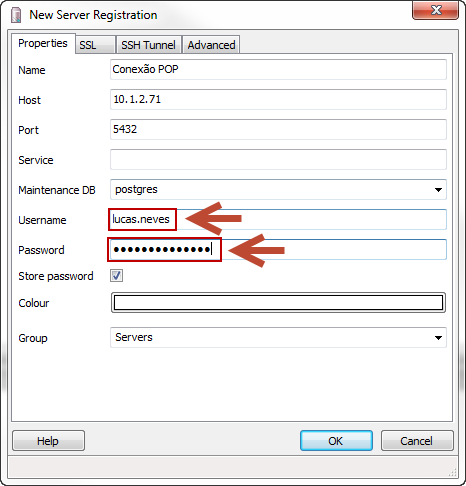 New Server Registration
Properties SSL SSH Tunnel Advanced
Name Conexão POP
Host 10.1.2.71
Port 5432
Service
Maintenance DB postgres
Username lucas.neves
Password ••••••••••••••
Store password
Colour
Group Servers
Help OK Cancel